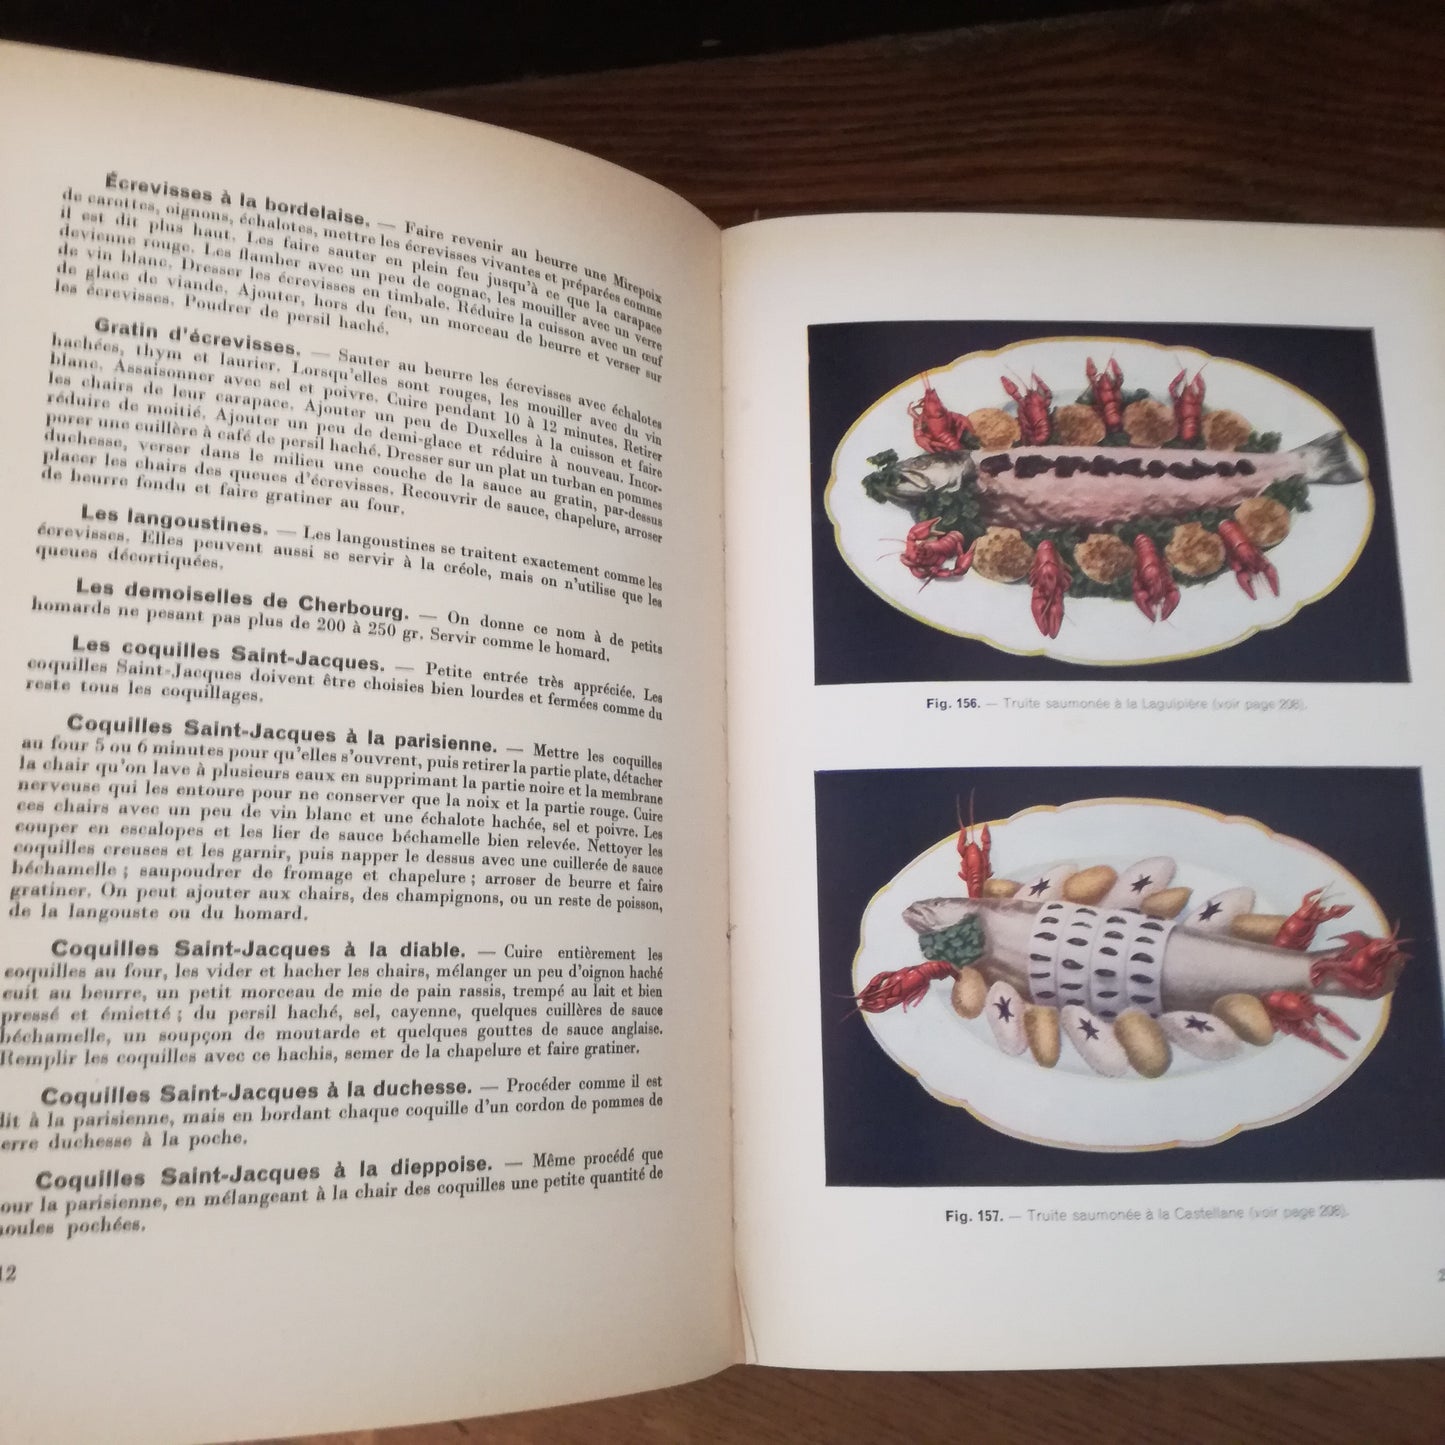 Écrevisses à la bordelaise. — Faire revenir au beurre une Mirepoix
de carottes, oignons, échalotes, mettre les écrevisses vivantes et préparées comme
il est dit plus haut. Les faire sauter en plein feu jusqu'à ce que la carapace
devienne rouge. Les flamber avec un peu de cognac, les mouiller avec un verre
de vin blanc. Dresser les écrevisses en timbale. Réduire la cuisson avec un œuf
de glace de viande. Ajouter, hors du feu, un morceau de beurre et verser sur
les écrevisses. Poudrer de persil haché.
Gratin d'écrevisses. — Sauter au beurre les écrevisses avec échalotes
hachées, thym et laurier. Lorsqu'elles sont rouges, les mouiller avec du vin
blanc. Assaisonner avec sel et poivre. Cuire pendant 10 à 12 minutes. Retirer
les chairs de leur carapace. Ajouter un peu de Duxelles à la cuisson et faire
réduire de moitié. Ajouter un peu de demi-glace et réduire à nouveau. Incor-
porer une cuillère à café de persil haché. Dresser sur un plat un turban en pommes
duchesse, verser dans le milieu une couche de la sauce au gratin, par-dessus
placer les chairs des queues d'écrevisses. Recouvrir de sauce, chapelure, arroser
de beurre fondu et faire gratiner au four.
Les langoustines. — Les langoustines se traitent exactement comme les
écrevisses. Elles peuvent aussi se servir à la créole, mais on n'utilise que les
queues décortiquées.
Les demoiselles de Cherbourg. — On donne ce nom à de petits
homards ne pesant pas plus de 200 à 250 gr. Servir comme le homard.
Les coquilles Saint-Jacques. — Petite entrée très appréciée. Les
coquilles Saint-Jacques doivent être choisies bien lourdes et fermées comme du
reste tous les coquillages.
Coquilles Saint-Jacques à la parisienne. — Mettre les coquilles
au four 5 ou 6 minutes pour qu'elles s'ouvrent, puis retirer la partie plate, détacher
la chair qu'on lave à plusieurs eaux en supprimant la partie noire et la membrane
nerveuse qui les entoure pour ne conserver que la noix et la partie rouge. Cuire
ces chairs avec un peu de vin blanc et une échalote hachée, sel et poivre. Les
couper en escalopes et les lier de sauce béchamelle bien relevée. Nettoyer les
coquilles creuses et les garnir, puis napper le dessus avec une cuillerée de sauce
béchamelle ; saupoudrer de fromage et chapelure ; arroser de beurre et faire
gratiner. On peut ajouter aux chairs, des champignons, ou un reste de poisson,
de la langouste ou du homard.
Coquilles Saint-Jacques à la diable. — Cuire entièrement les
coquilles au four, les vider et hacher les chairs, mélanger un peu d'oignon haché
cuit au beurre, un petit morceau de mie de pain rassis, trempé au lait et bien
pressé et émietté ; du persil haché, sel, cayenne, quelques cuillères de sauce
béchamelle, un soupçon de moutarde et quelques gouttes de sauce anglaise.
Remplir les coquilles avec ce hachis, semer de la chapelure et faire gratiner.
Coquilles Saint-Jacques à la duchesse. — Procéder comme il est
dit à la parisienne, mais en bordant chaque coquille d'un cordon de pommes de
erre duchesse à la poche.
Coquilles Saint-Jacques à la dieppoise. — Même procédé que
our la parisienne, en mélangeant à la chair des coquilles une petite quantité de
noules pochées.
12
Fig. 156. — Truite saumonée à la Laguipière (voir page 208).
Fig. 157. — Truite saumonée à la Castellane (voir page 208).
2